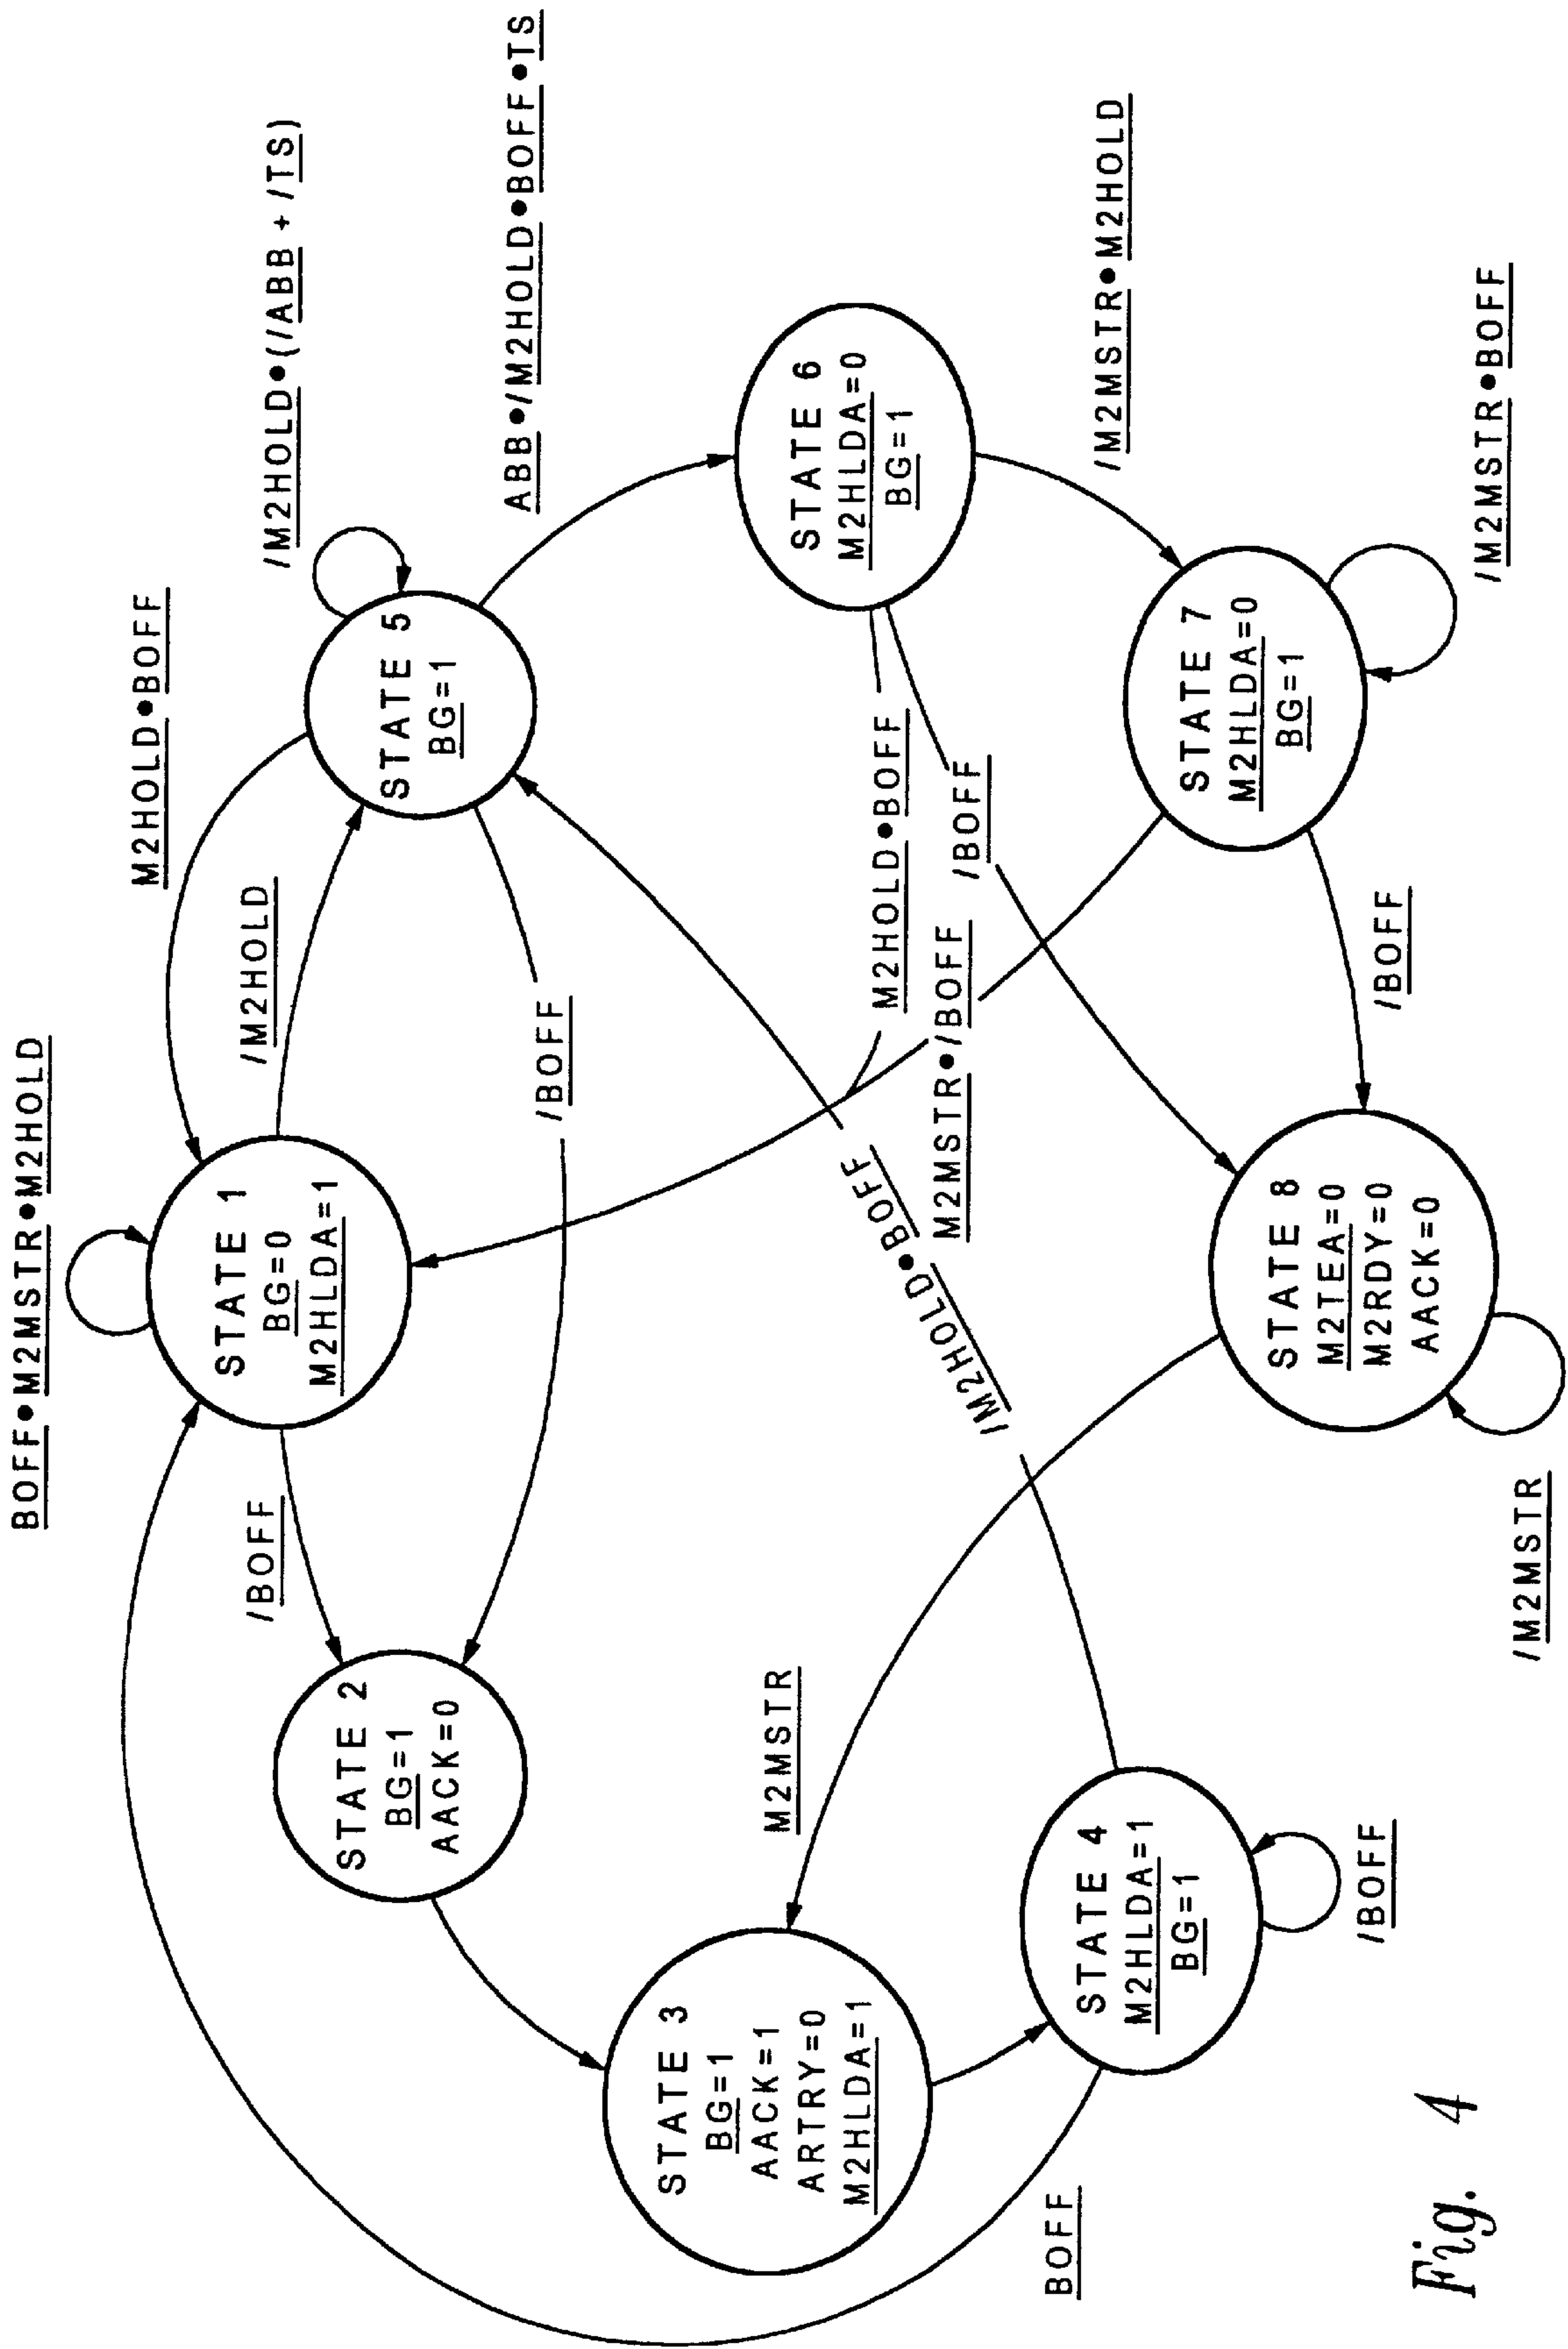 BOFF•M2MSTR•M2HOLD
M2HOLD•BOFF
/M2HOLD•(/ABB + /TS)
STATE 1
BG=0
M2HLDA=1
/M2HOLD
/BOFF
STATE 5
BG=1
STATE 2
BG=1
AACK=0
/BOFF
ABB•/M2HOLD•BOFF•TS
STATE 6
M2HLDA=0
BG=1
M2HOLD•BOFF
/BOFF
M2MSTR•/BOFF
/M2HOLD•BOFF
M2MSTR
STATE 3
BG=1
AACK=1
ARTRY=0
M2HLDA=1
/M2MSTR•M2HOLD
STATE 4
M2HLDA=1
BG=1
STATE 7
M2HLDA=0
BG=1
BOFF
/BOFF
STATE 8
M2TEA=0
M2RDY=0
AACK=0
/BOFF
/M2MSTR•BOFF
/M2MSTR
Fig. 4